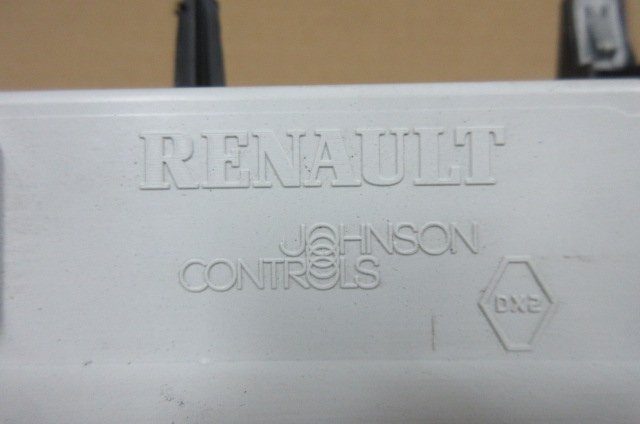 RENAULT
JOHNSON
CONTROLS
DX2